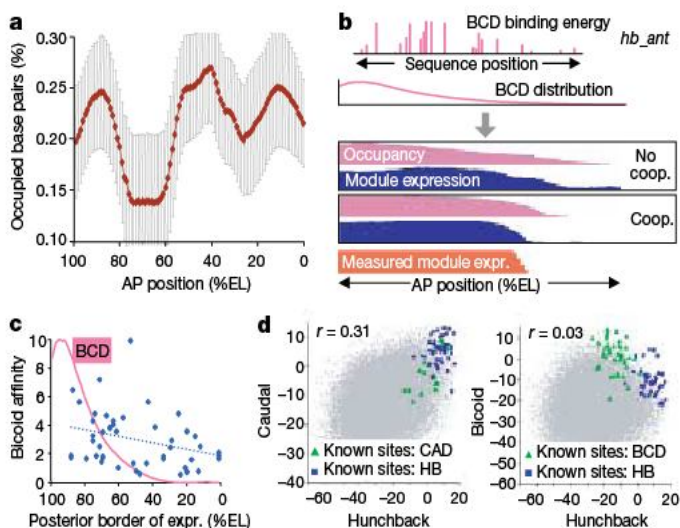 a
Occupied base pairs (%)
0.30
0.25
0.20
0.15
0.10
100 80 60 40 20 0
AP position (%EL)
b
BCD binding energy
hb_ant
Sequence position
BCD distribution
Occupancy
Module expression
No
coop.
Coop.
Measured module expr.
AP position (%EL)
c
Bicoid affinity
10
8
6
4
2
0
BCD
100 80 60 40 20 0
Posterior border of expr. (%EL)
d
r = 0.31
Caudal
10
0
−10
−20
−30
−40
Known sites: CAD
Known sites: HB
−60 −40 −20 0 20
Hunchback
r = 0.03
Bicoid
10
0
−10
−20
−30
−40
−50
−60
Known sites: BCD
Known sites: HB
−60 −40 −20 0 20
Hunchback